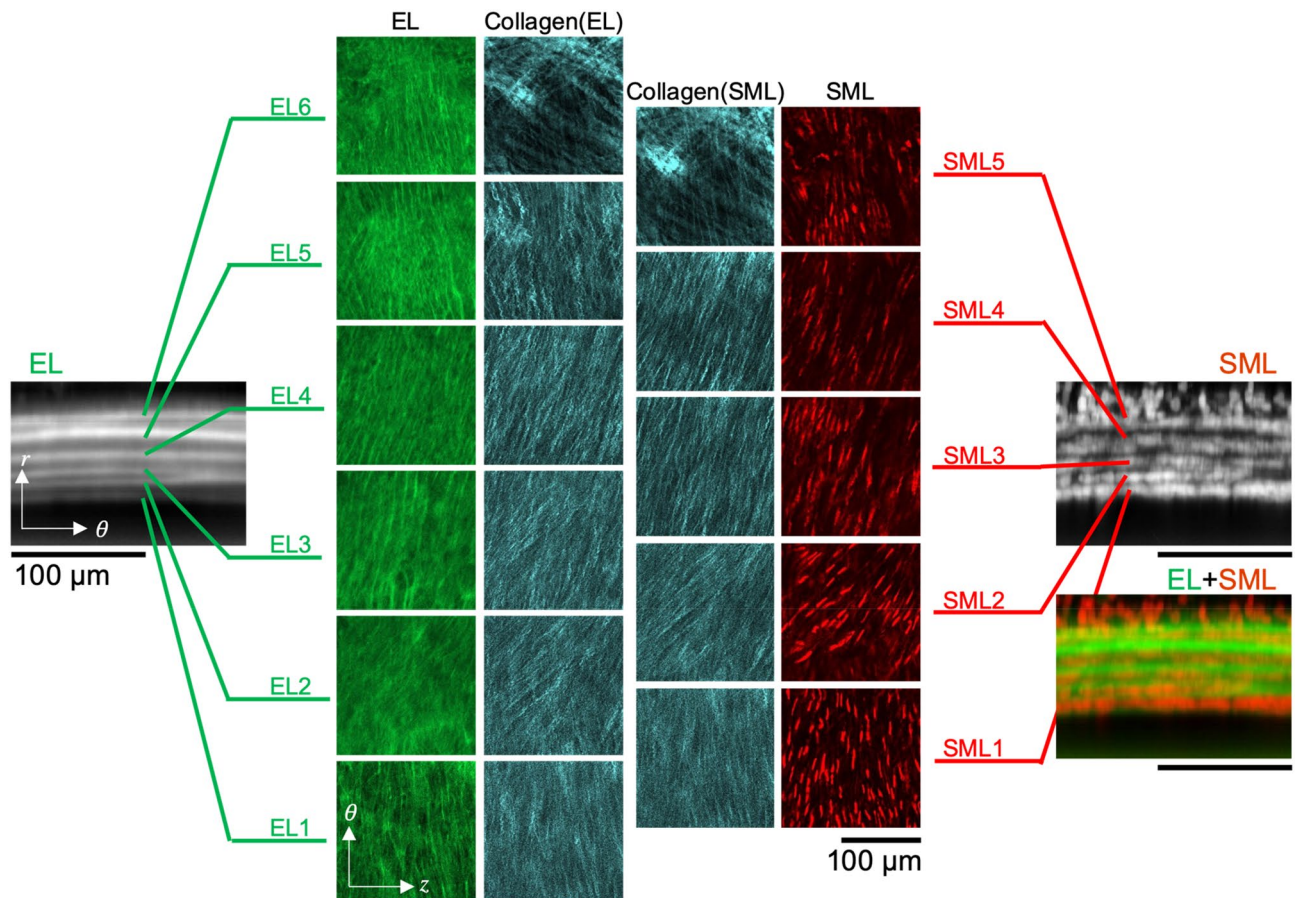 EL Collagen(EL)
Collagen(SML) SML
EL6
SML5
EL5
SML4
EL
SML
EL4
SML3
r
θ
EL3
100 µm
EL+SML
SML2
EL2
SML1
EL1
θ
z
100 µm